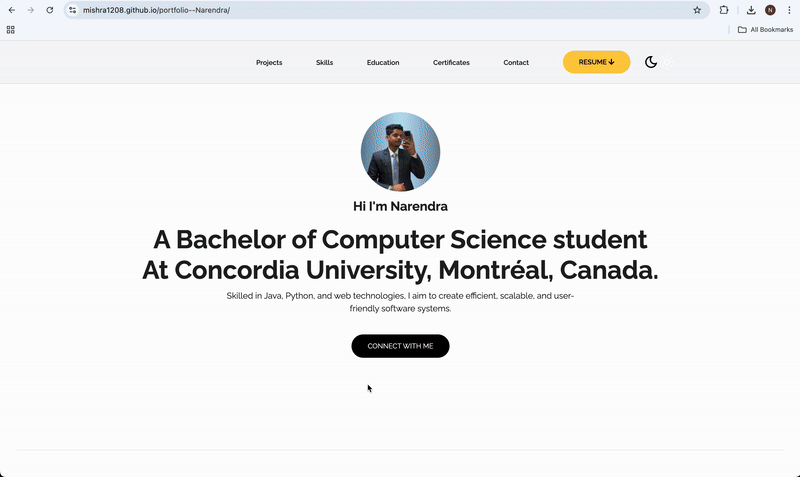 mishra1208.github.io/portfolio--Narendra/
N
All Bookmarks
Projects Skills Education Certificates Contact RESUME
Hi I'm Narendra
A Bachelor of Computer Science student
At Concordia University, Montréal, Canada.
Skilled in Java, Python, and web technologies, I aim to create efficient, scalable, and user-
friendly software systems.
CONNECT WITH ME